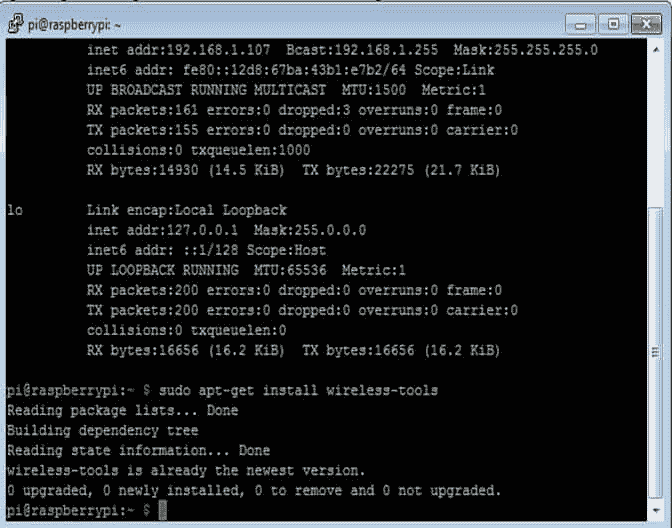 pi@raspberrypi: ~
inet addr:192.168.1.107  Bcast:192.168.1.255  Mask:255.255.255.0
inet6 addr: fe80::12d8:67ba:43b1:e7b2/64 Scope:Link
UP BROADCAST RUNNING MULTICAST  MTU:1500  Metric:1
RX packets:161 errors:0 dropped:3 overruns:0 frame:0
TX packets:155 errors:0 dropped:0 overruns:0 carrier:0
collisions:0 txqueuelen:1000
RX bytes:14930 (14.5 KiB)  TX bytes:22275 (21.7 KiB)
lo        Link encap:Local Loopback
inet addr:127.0.0.1  Mask:255.0.0.0
inet6 addr: ::1/128 Scope:Host
UP LOOPBACK RUNNING  MTU:65536  Metric:1
RX packets:200 errors:0 dropped:0 overruns:0 frame:0
TX packets:200 errors:0 dropped:0 overruns:0 carrier:0
collisions:0 txqueuelen:0
RX bytes:16656 (16.2 KiB)  TX bytes:16656 (16.2 KiB)
pi@raspberrypi:~ $ sudo apt-get install wireless-tools
Reading package lists... Done
Building dependency tree
Reading state information... Done
wireless-tools is already the newest version.
0 upgraded, 0 newly installed, 0 to remove and 0 not upgraded.
pi@raspberrypi:~ $